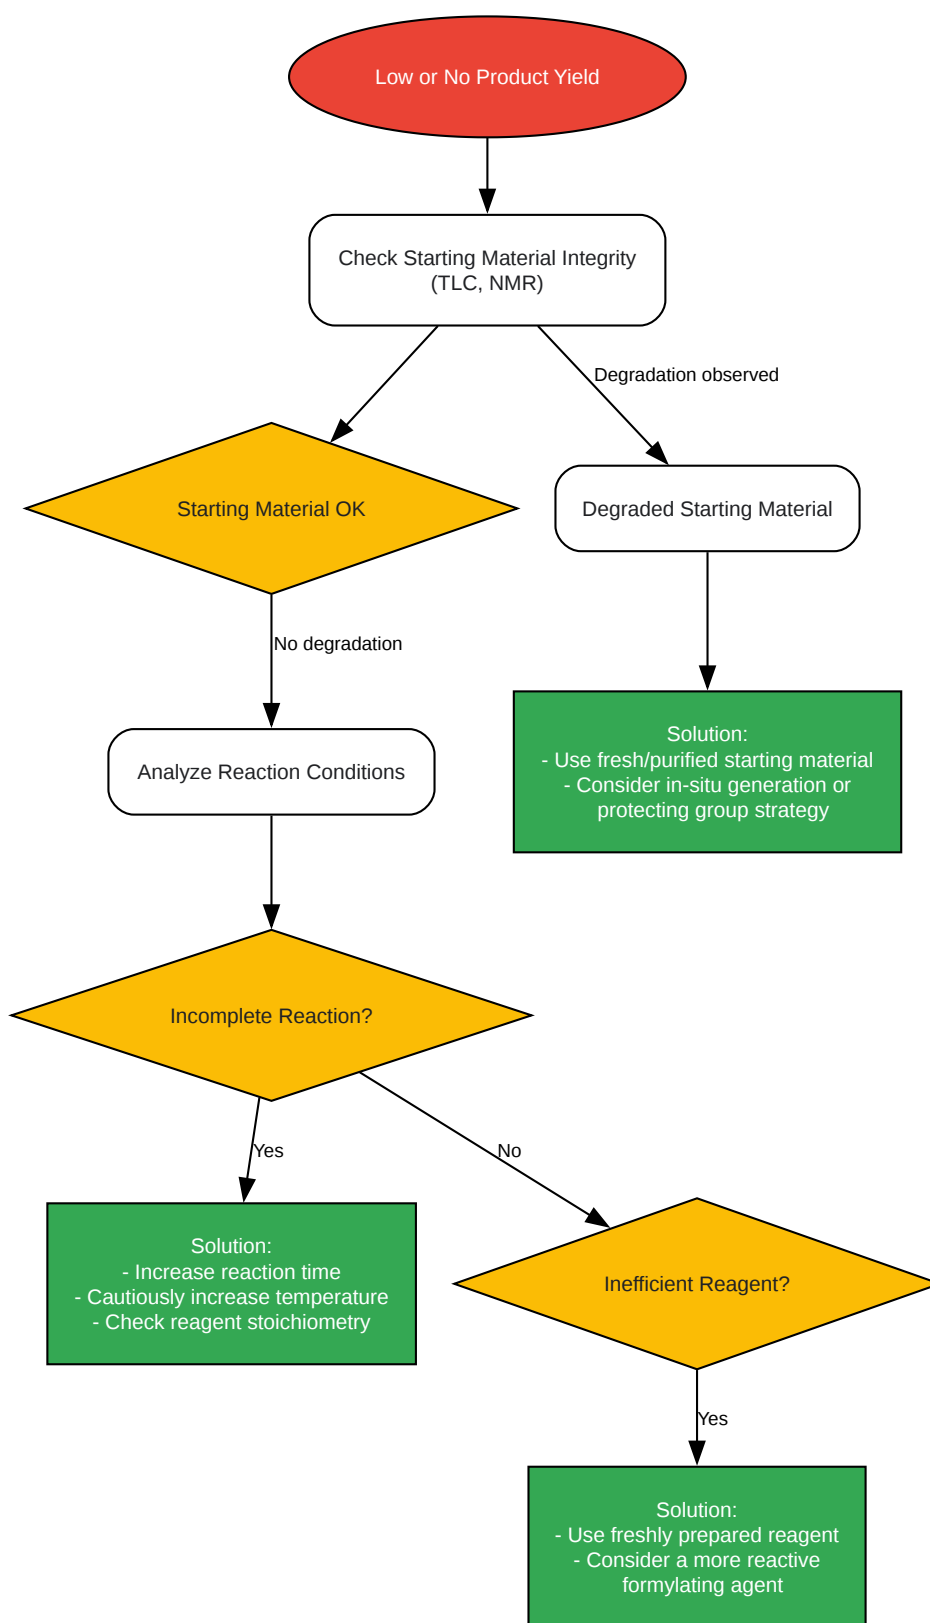 Low or No Product Yield
Check Starting Material Integrity
(TLC, NMR)
Degradation observed
Starting Material OK
Degraded Starting Material
No degradation
Solution:
- Use fresh/purified starting material
- Consider in-situ generation or
protecting group strategy
Analyze Reaction Conditions
Incomplete Reaction?
Yes
No
Solution:
- Increase reaction time
- Cautiously increase temperature
- Check reagent stoichiometry
Inefficient Reagent?
Yes
Solution:
- Use freshly prepared reagent
- Consider a more reactive
formylating agent